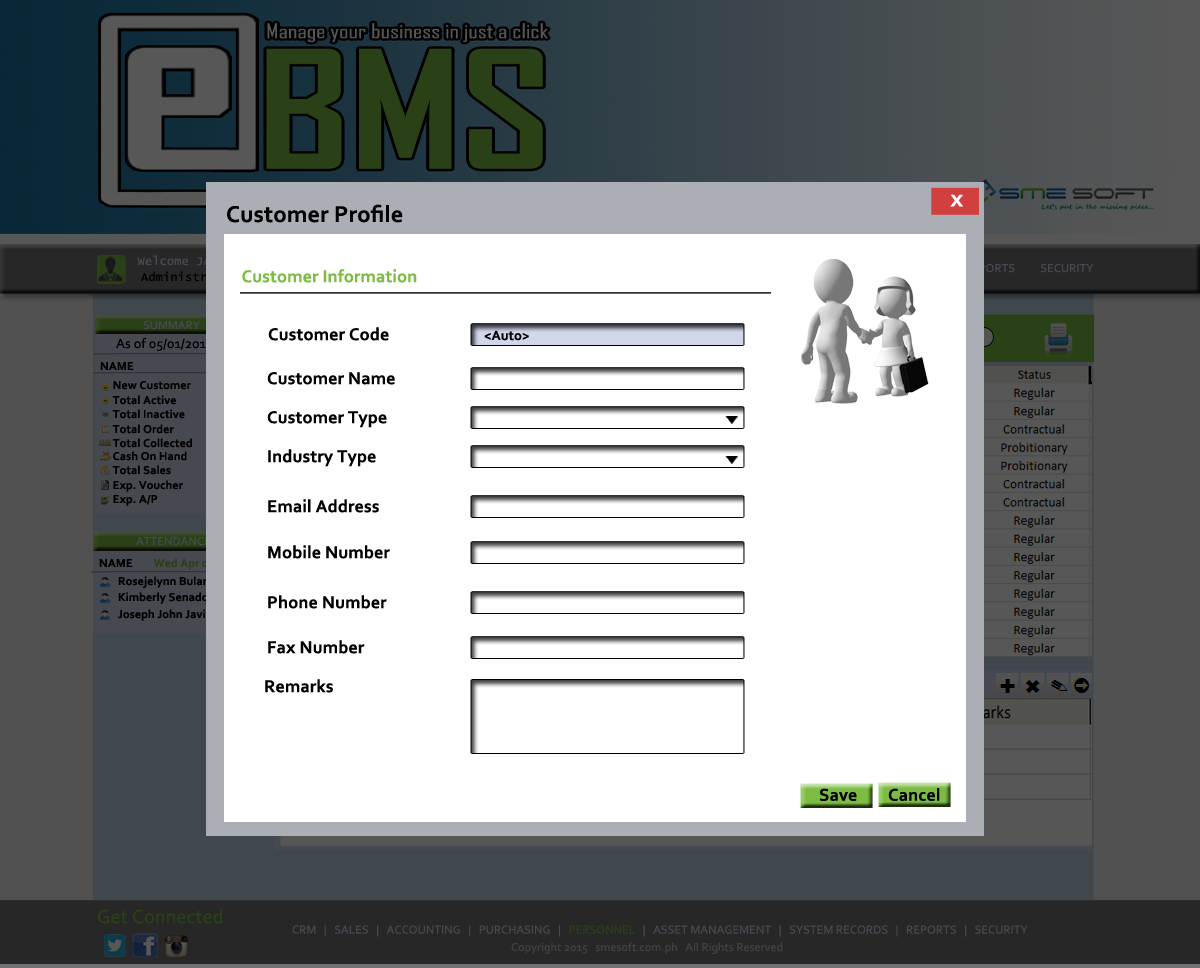 Manage your business in just a click
eBMS
SME SOFT
Let's put in the missing piece...
Welcome
Administr
PORTS
SECURITY
Customer Profile
X
Customer Information
Customer Code
<Auto>
Customer Name
Customer Type
Industry Type
Email Address
Mobile Number
Phone Number
Fax Number
Remarks
Save
Cancel
SUMMARY
As of 05/01/201
NAME
New Customer
Total Active
Total Inactive
Total Order
Total Collected
Cash On Hand
Total Sales
Exp. Voucher
Exp. A/P
ATTENDANC
NAME Wed Apr
Rosejelynn Bular
Kimberly Senado
Joseph John Javi
Status
Regular
Regular
Contractual
Probitionary
Probitionary
Contractual
Contractual
Regular
Regular
Regular
Regular
Regular
Regular
Regular
Regular
arks
Get Connected
CRM | SALES | ACCOUNTING | PURCHASING | PERSONNEL | ASSET MANAGEMENT | SYSTEM RECORDS | REPORTS | SECURITY
Copyright 2015 smesoft.com.ph All Rights Reserved